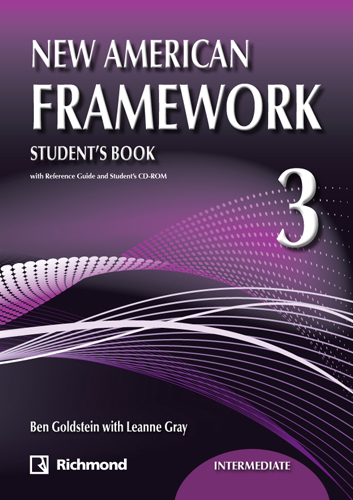 NEW AMERICAN
FRAMEWORK
STUDENT'S BOOK
with Reference Guide and Student's CD-ROM
3
Ben Goldstein with Leanne Gray
Richmond
INTERMEDIATE